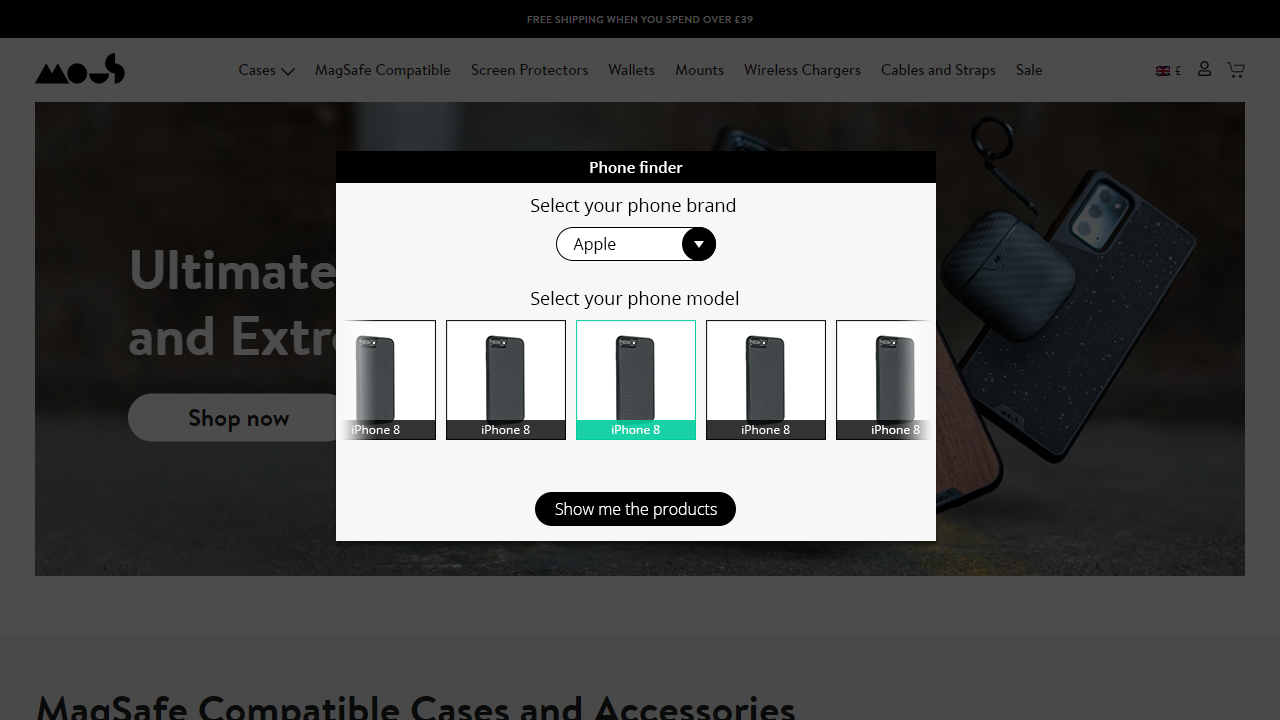 FREE SHIPPING WHEN YOU SPEND OVER £39
Cases MagSafe Compatible Screen Protectors Wallets Mounts Wireless Chargers Cables and Straps Sale £
Phone finder
Select your phone brand
Apple
Ultimate
and Extr
Shop now
Select your phone model
iPhone 8 iPhone 8 iPhone 8 iPhone 8 iPhone 8
Show me the products
MagSafe Compatible Cases and Accessories